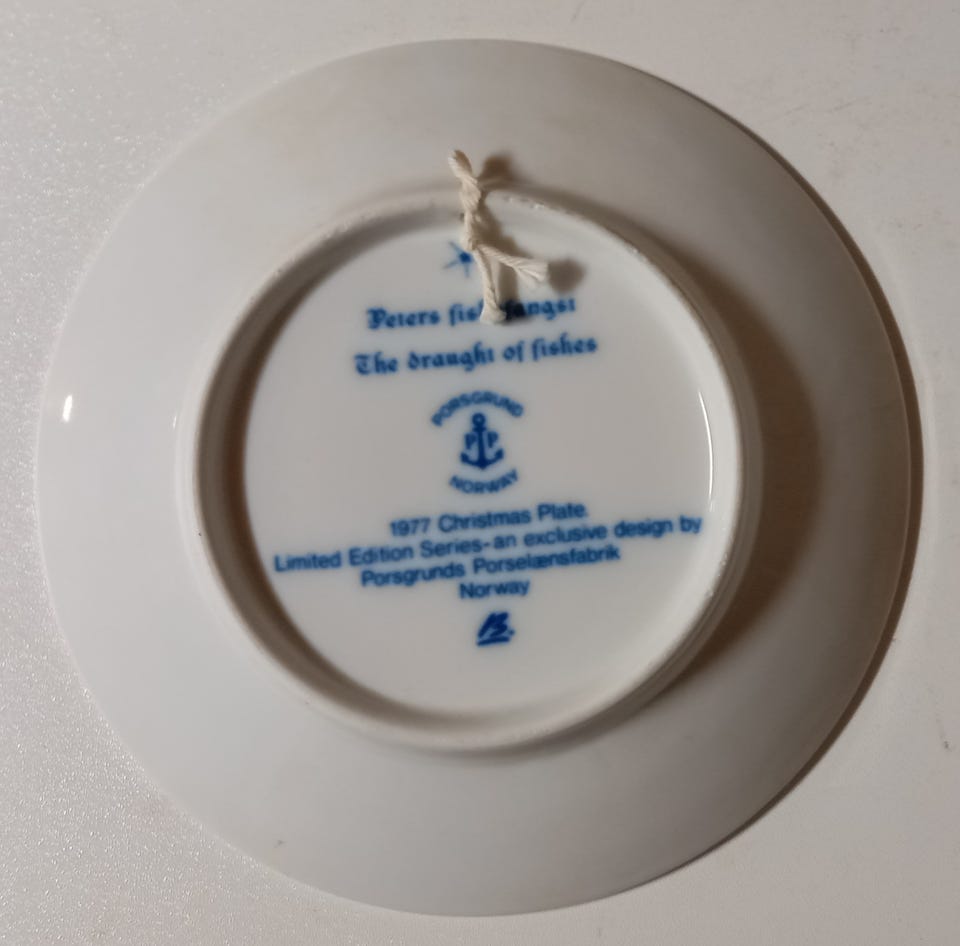 Peters
The draught of fishes
PORSGRUND
P P
NORWAY
1977 Christmas Plate
Limited Edition Series-an exclusive design by
Porsgrunds Porselænsfabrik
Norway